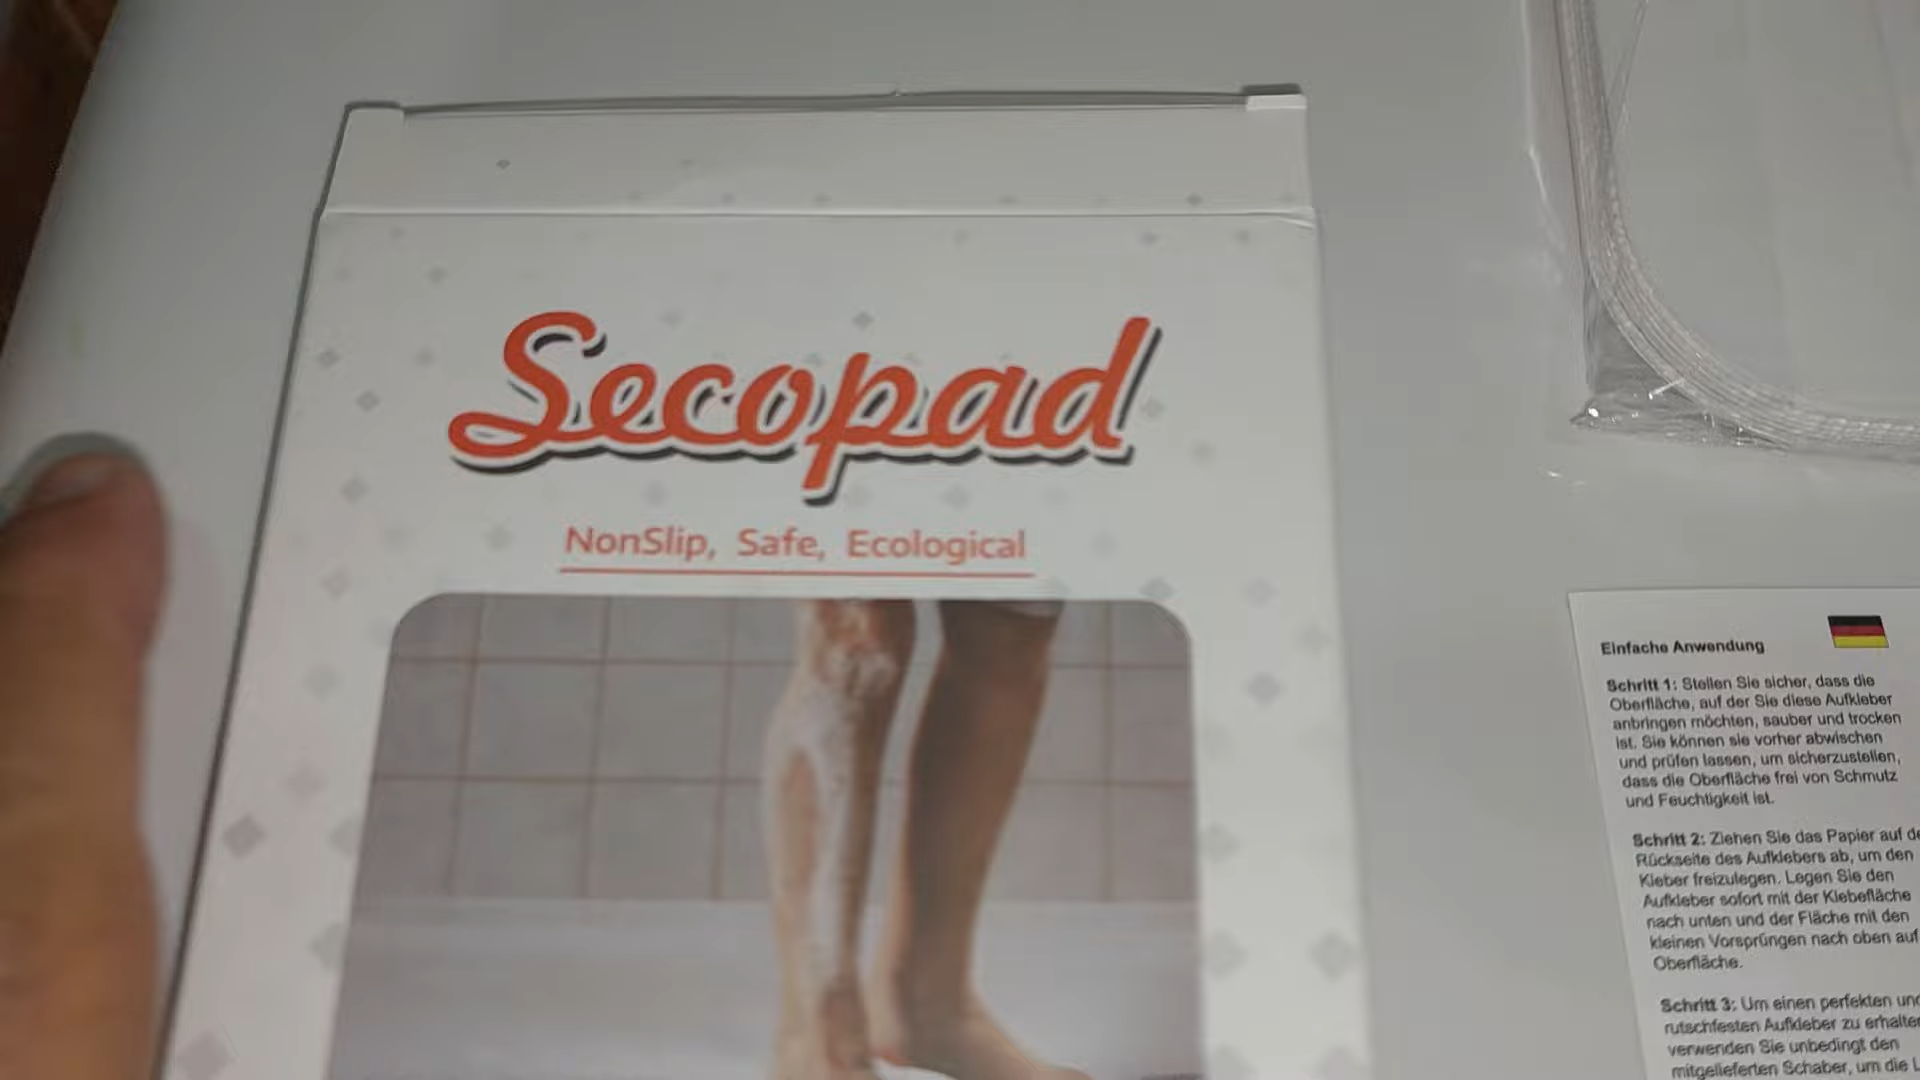 Secopad
NonSlip, Safe, Ecological
Einfache Anwendung
Schritt 1: Stellen Sie sicher, dass die
Oberfläche, auf der Sie diese Aufkleber
anbringen möchten, sauber und trocken
ist. Sie können sie vorher abwischen
und prüfen lassen, um sicherzustellen,
dass die Oberfläche frei von Schmutz
und Feuchtigkeit ist.
Schritt 2: Ziehen Sie das Papier auf
Rückseite des Aufklebers ab, um den
Kleber freizulegen. Legen Sie den
Aufkleber sofort mit der Klebefläche
nach unten und der Fläche mit den
kleinen Vorsprüngen nach oben auf
Oberfläche.
Schritt 3: Um einen perfekten
rutschfesten Aufkleber zu
verwenden Sie unbedingt den
mitgelieferten Schaber, um die